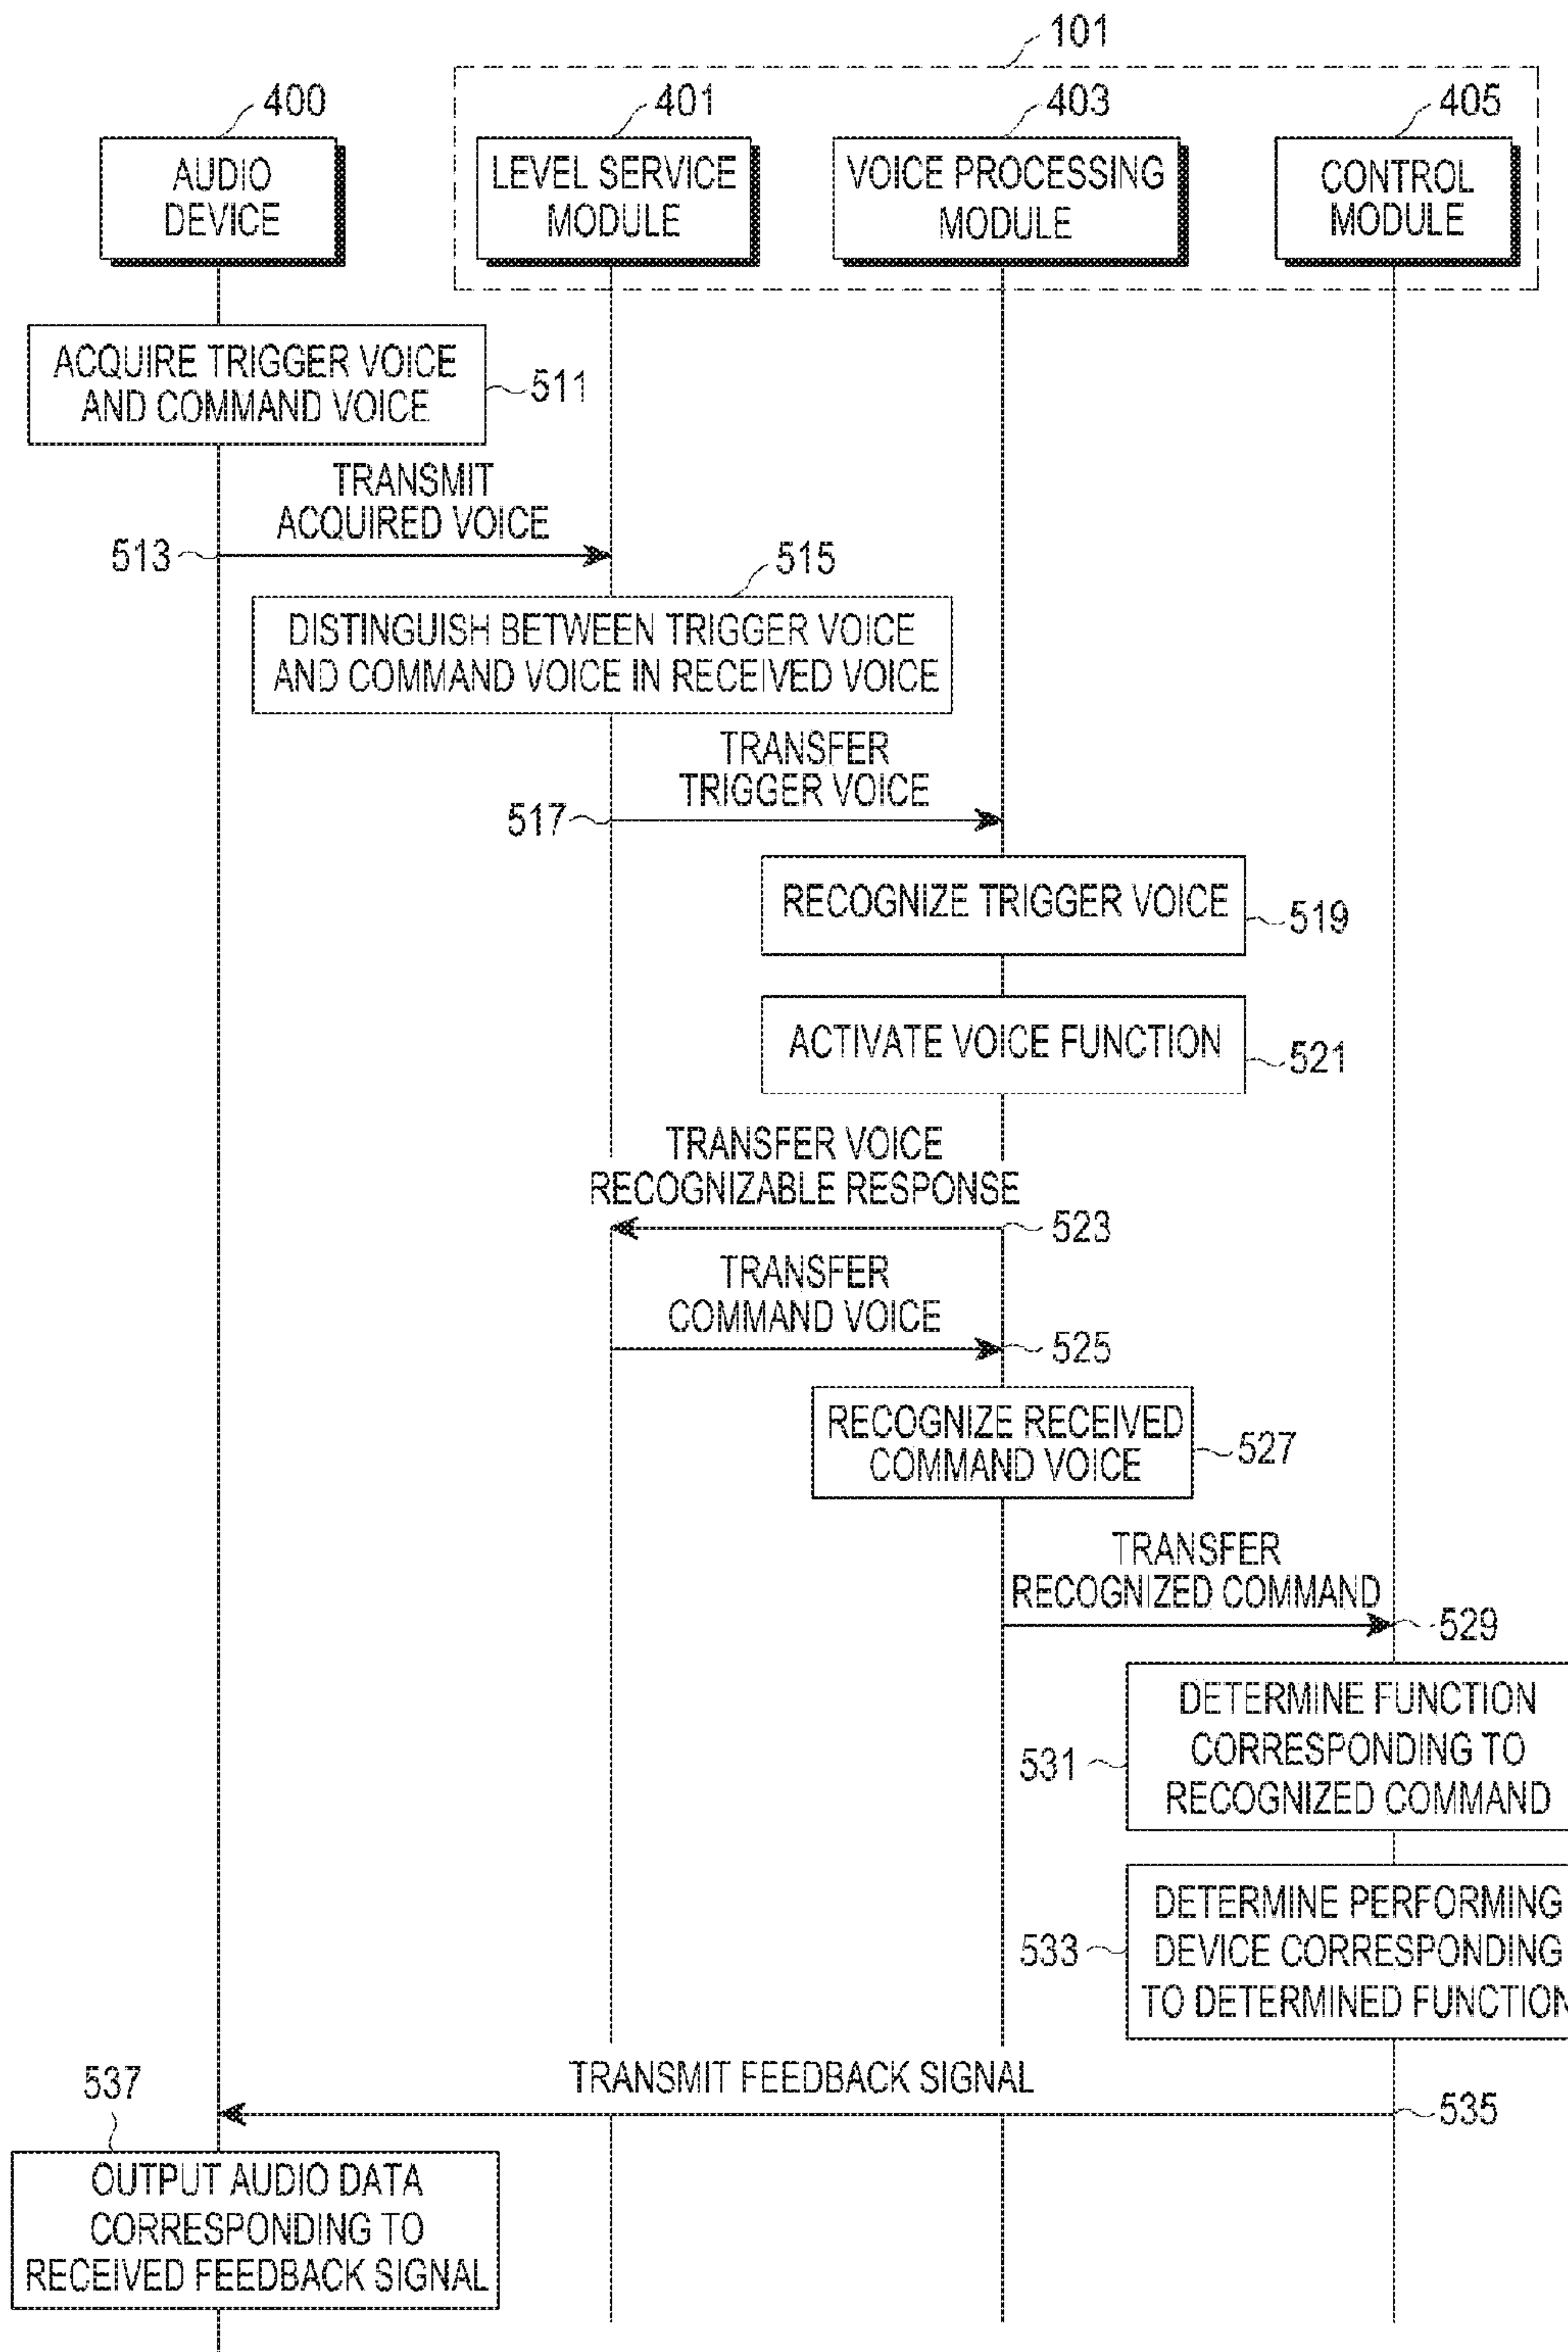 101
400
401
403
405
AUDIO
DEVICE
LEVEL SERVICE
MODULE
VOICE PROCESSING
MODULE
CONTROL
MODULE
ACQUIRE TRIGGER VOICE
AND COMMAND VOICE
511
TRANSMIT
ACQUIRED VOICE
513
515
DISTINGUISH BETWEEN TRIGGER VOICE
AND COMMAND VOICE IN RECEIVED VOICE
TRANSFER
TRIGGER VOICE
517
RECOGNIZE TRIGGER VOICE
519
ACTIVATE VOICE FUNCTION
521
TRANSFER VOICE
RECOGNIZABLE RESPONSE
523
TRANSFER
COMMAND VOICE
525
RECOGNIZE RECEIVED
COMMAND VOICE
527
TRANSFER
RECOGNIZED COMMAND
529
DETERMINE FUNCTION
CORRESPONDING TO
RECOGNIZED COMMAND
531
DETERMINE PERFORMING
DEVICE CORRESPONDING
TO DETERMINED FUNCTION
533
TRANSMIT FEEDBACK SIGNAL
535
537
OUTPUT AUDIO DATA
CORRESPONDING TO
RECEIVED FEEDBACK SIGNAL